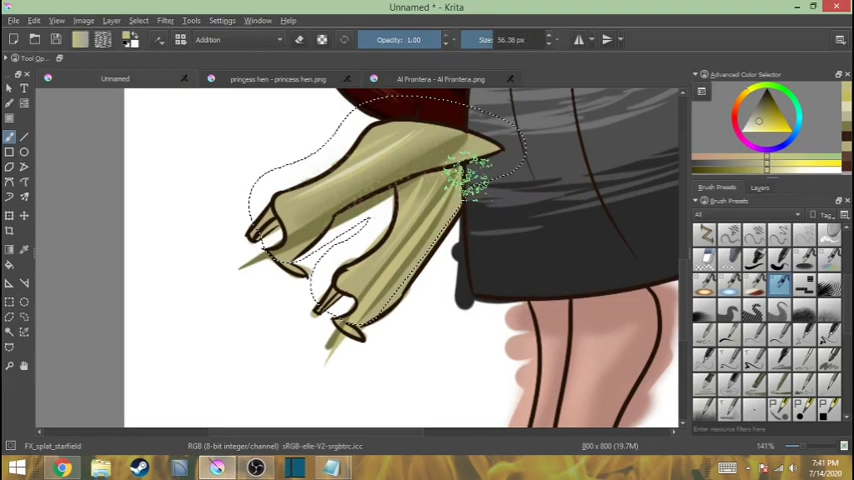 Unnamed * - Krita
File Edit View Image Layer Select Filter Tools Settings Window Help
Addition Opacity: 1.00 Size: 56.38 px
Tool Op...
Unnamed princess hen - princess hen.png Al Frontera - Al Frontera.png
Advanced Color Selector
Brush Presets Layers
Brush Presets
All Tag
Enter resource filters here
FX_splat_starfield RGB (8-bit integer/channel) sRGB-elle-V2-srgbtrc.icc 800 x 800 (19.7M) 141%
7:41 PM
7/14/2020